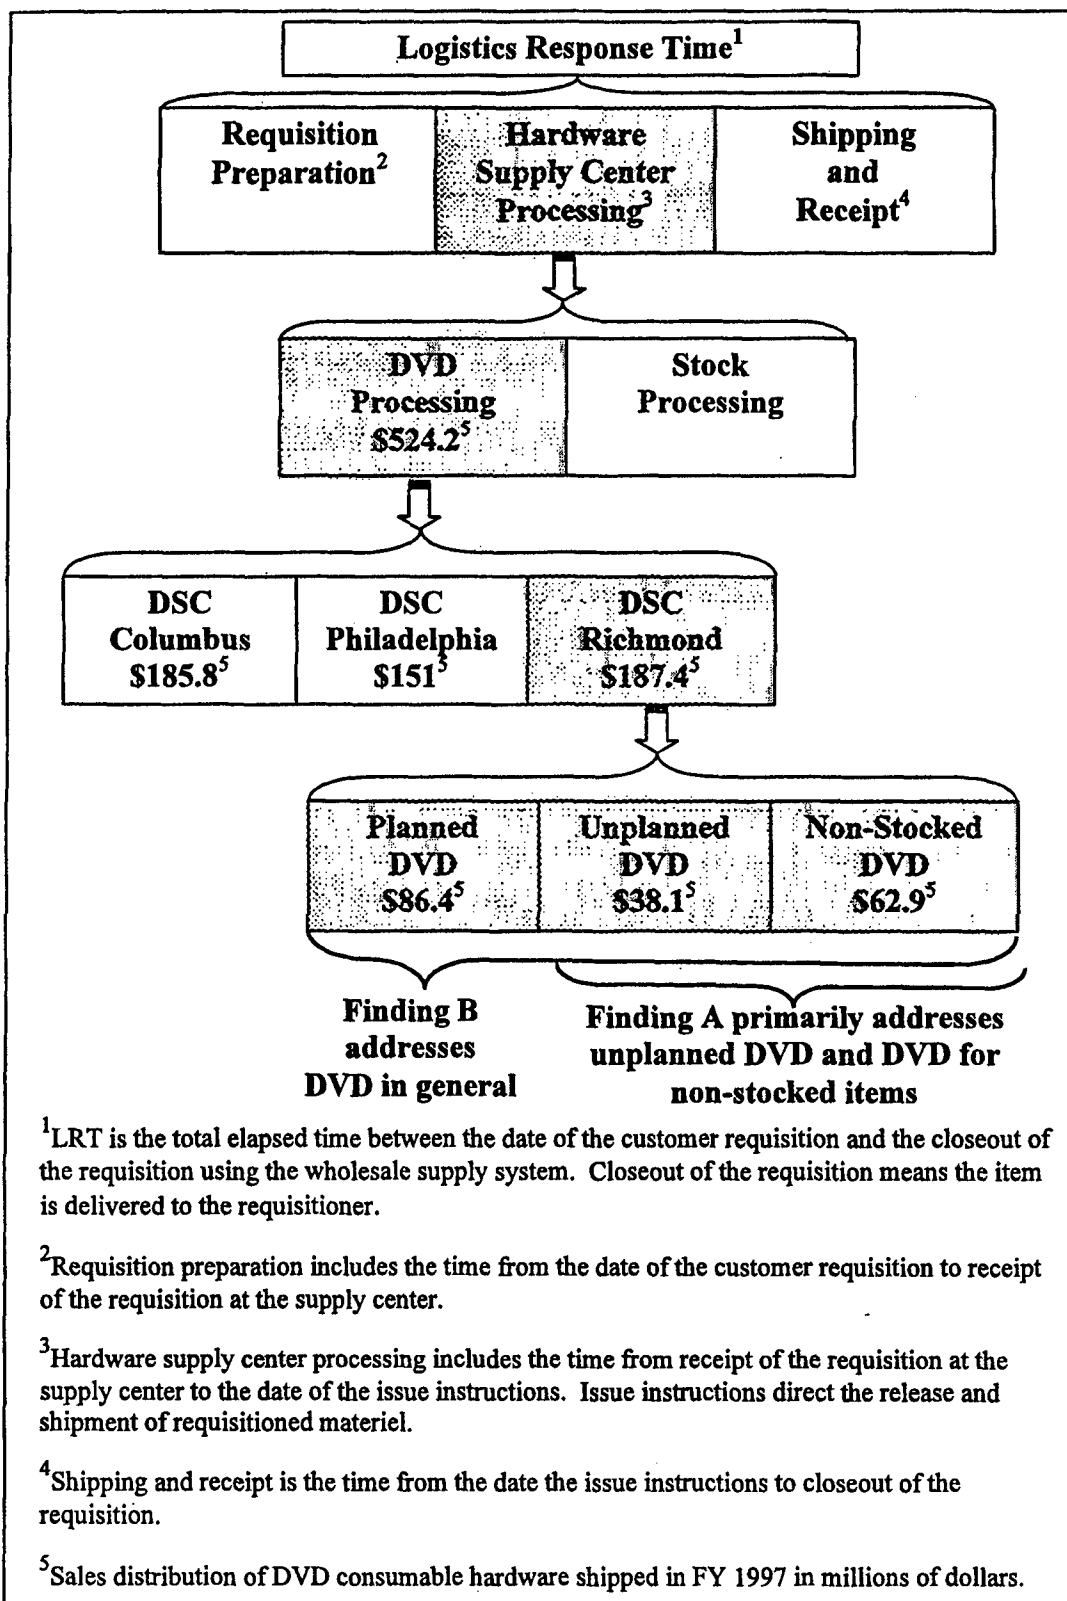 Logistics Response Time1
Requisition
Preparation2
Hardware
Supply Center
Processing3
Shipping
and
Receipt4
DVD
Processing
$524.25
Stock
Processing
DSC
Columbus
$185.85
DSC
Philadelphia
$1515
DSC
Richmond
$187.45
Planned
DVD
$86.45
Unplanned
DVD
$38.15
Non-Stocked
DVD
$62.95
Finding B
addresses
DVD in general
Finding A primarily addresses
unplanned DVD and DVD for
non-stocked items
1LRT is the total elapsed time between the date of the customer requisition and the closeout of
the requisition using the wholesale supply system. Closeout of the requisition means the item
is delivered to the requisitioner.
2Requisition preparation includes the time from the date of the customer requisition to receipt
of the requisition at the supply center.
3Hardware supply center processing includes the time from receipt of the requisition at the
supply center to the date of the issue instructions. Issue instructions direct the release and
shipment of requisitioned materiel.
4Shipping and receipt is the time from the date the issue instructions to closeout of the
requisition.
5Sales distribution of DVD consumable hardware shipped in FY 1997 in millions of dollars.